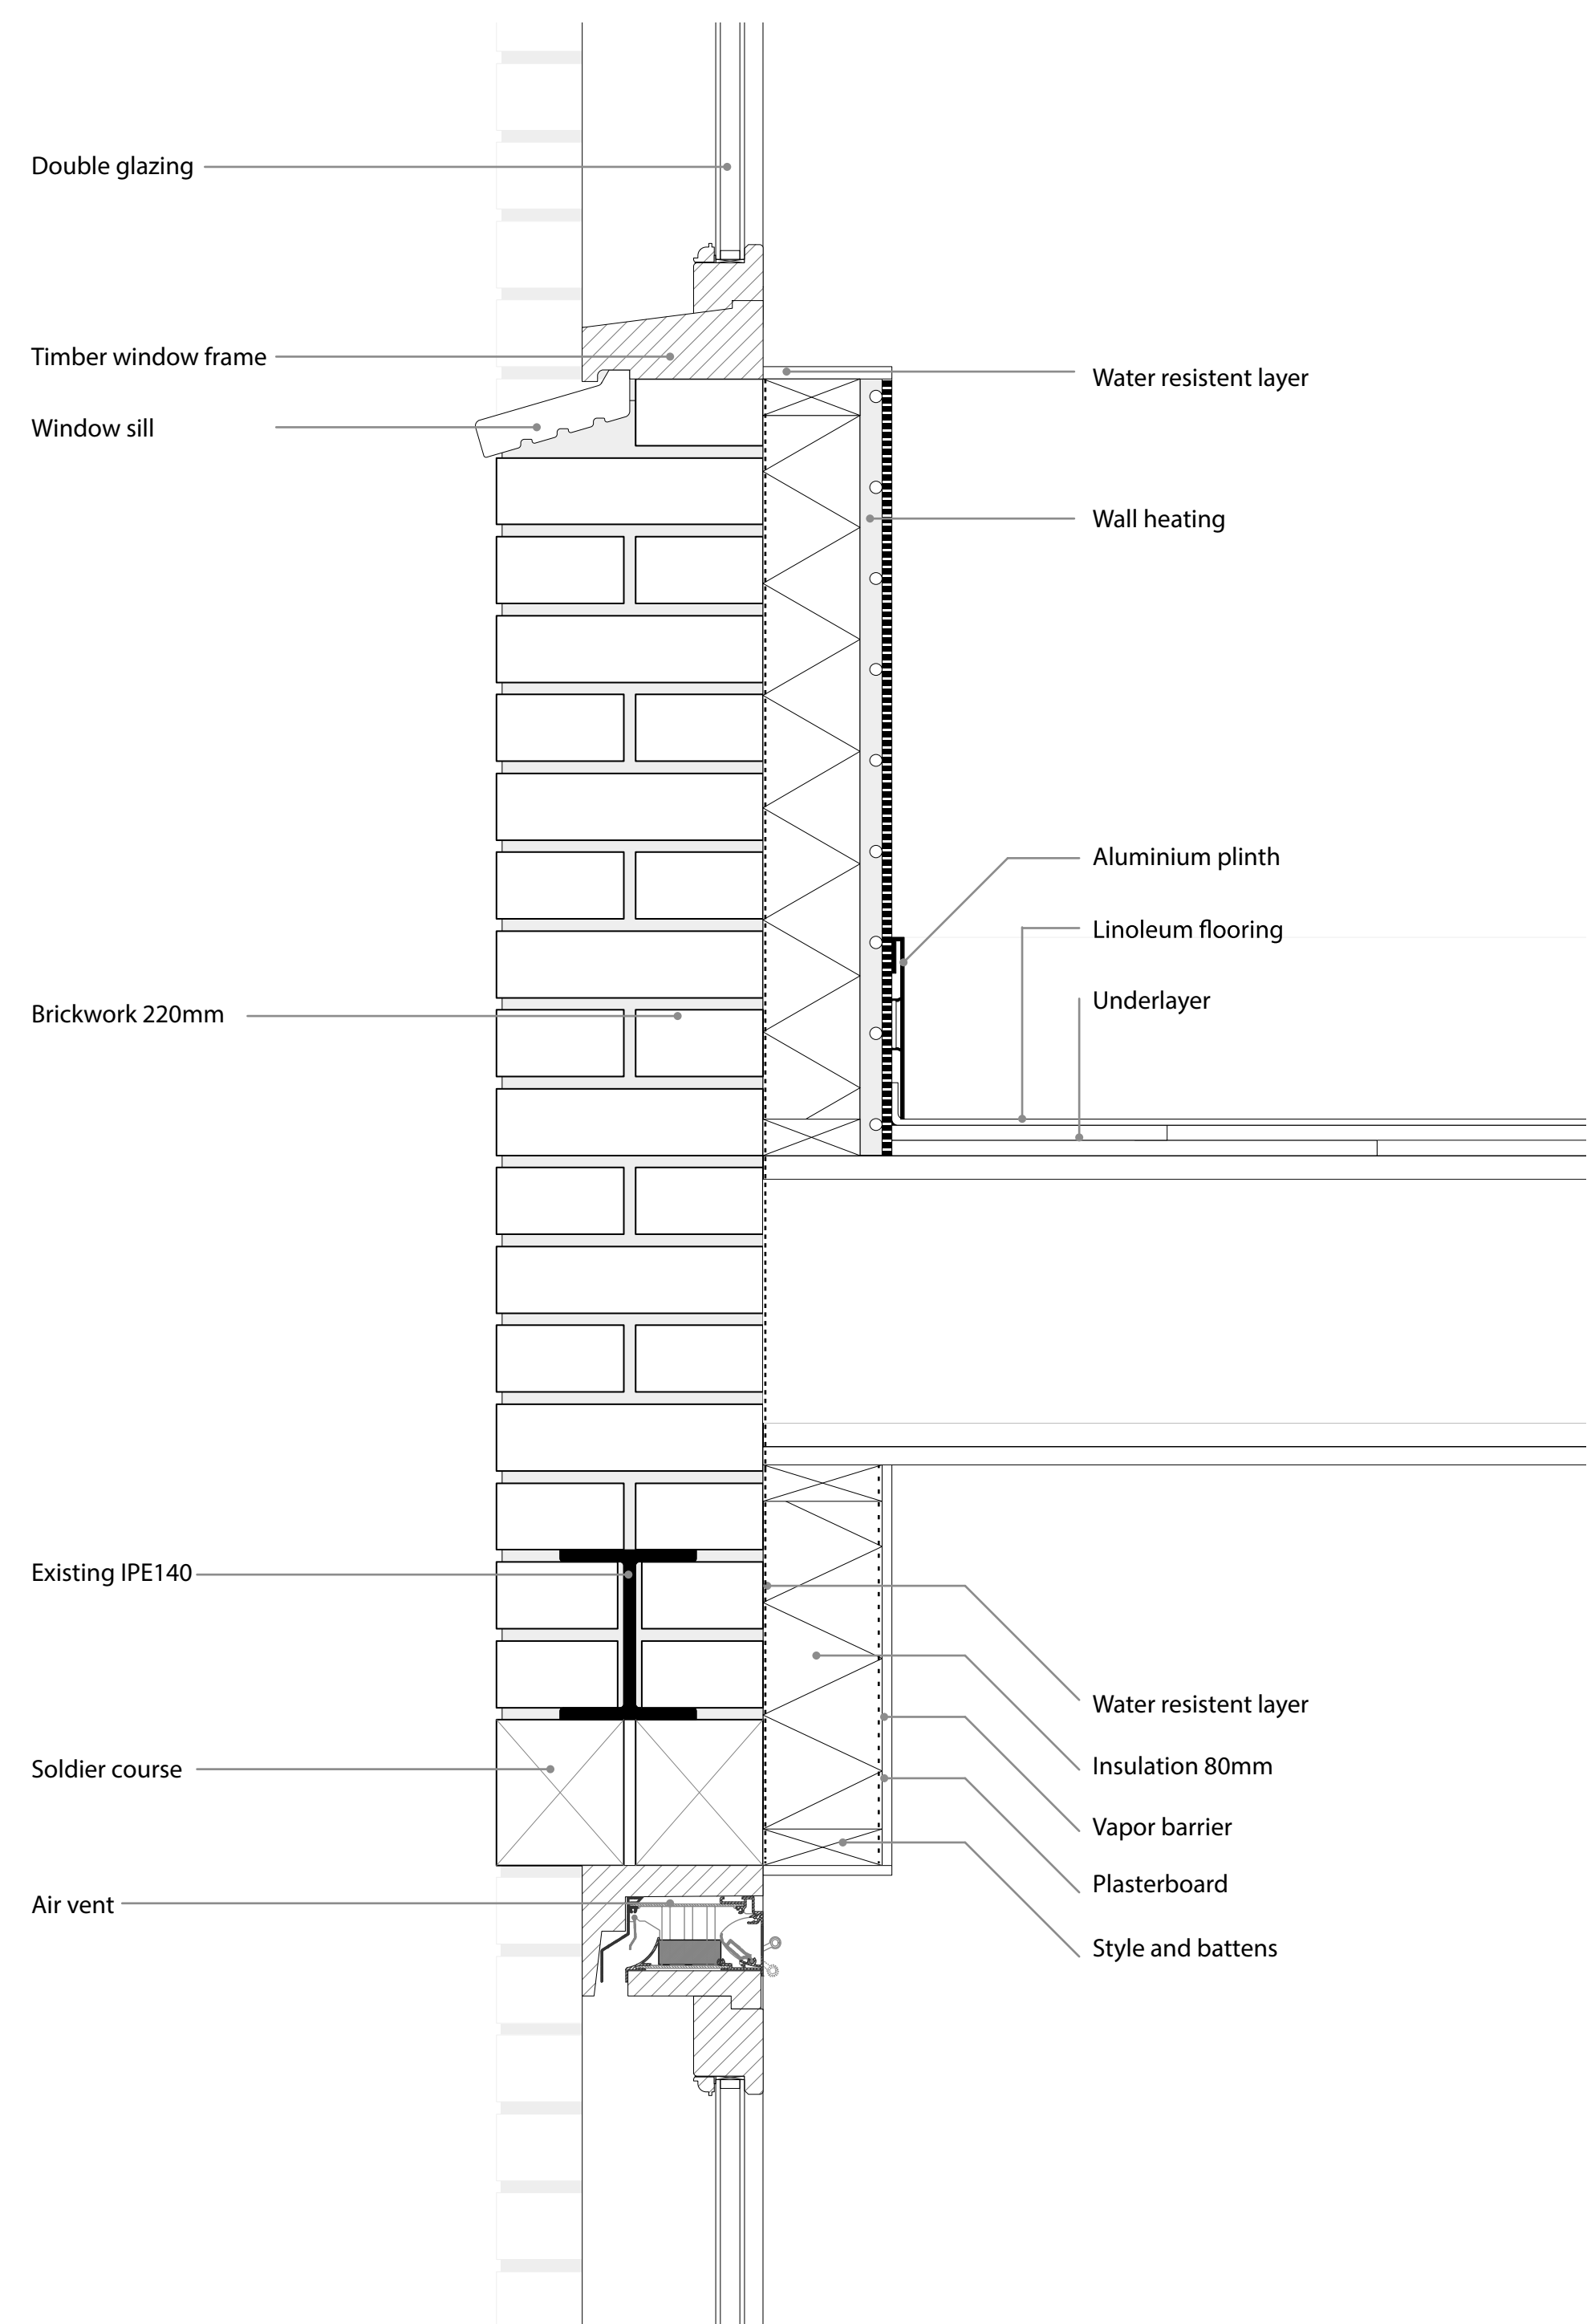 Double glazing
Timber window frame
Water resistent layer
Window sill
Wall heating
Aluminium plinth
Linoleum flooring
Underlayer
Brickwork 220mm
Existing IPE140
Water resistent layer
Insulation 80mm
Soldier course
Vapor barrier
Plasterboard
Air vent
Style and battens